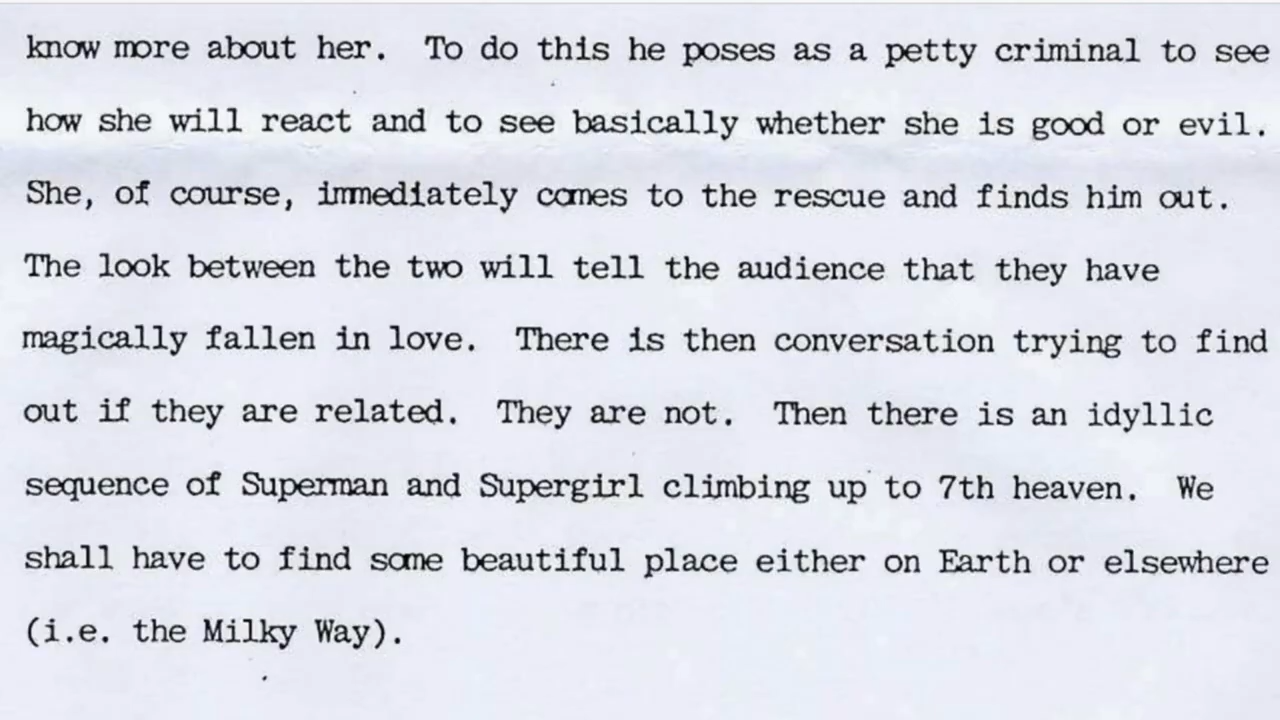 know more about her.  To do this he poses as a petty criminal to see
how she will react and to see basically whether she is good or evil.
She, of course, immediately comes to the rescue and finds him out.
The look between the two will tell the audience that they have
magically fallen in love.  There is then conversation trying to find
out if they are related.  They are not.  Then there is an idyllic
sequence of Superman and Supergirl climbing up to 7th heaven.  We
shall have to find some beautiful place either on Earth or elsewhere
(i.e. the Milky Way).